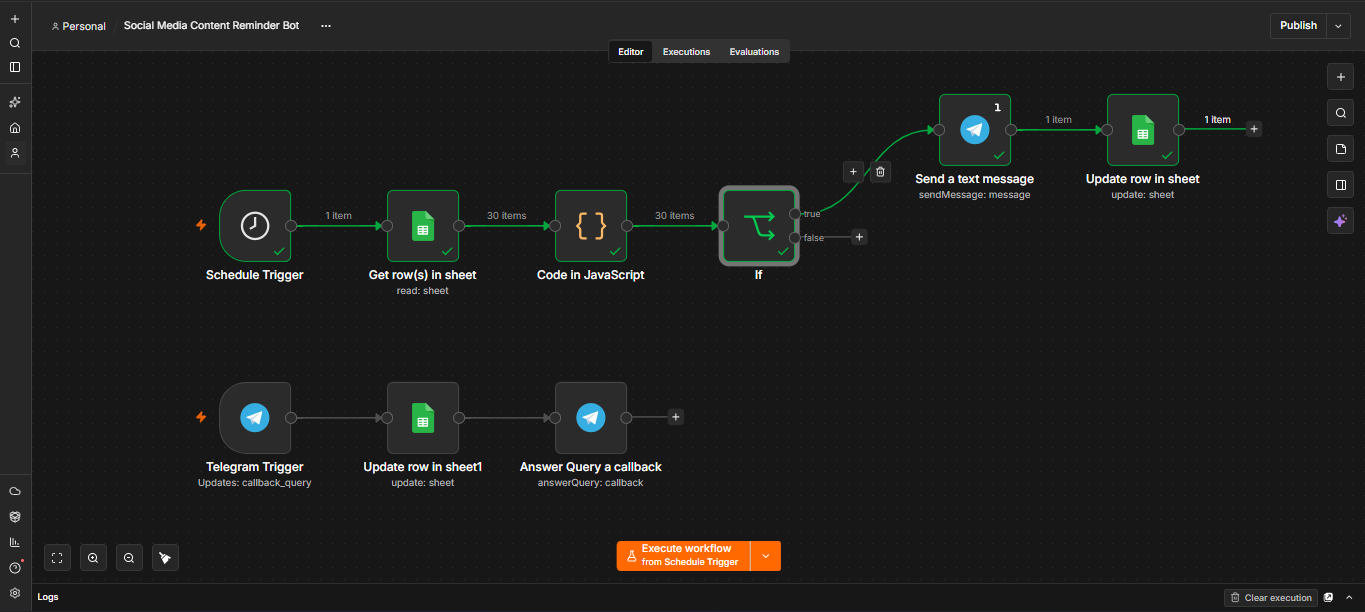 Personal / Social Media Content Reminder Bot ...
Publish
Editor Executions Evaluations
1
1 item
1 item
Send a text message
sendMessage: message
Update row in sheet
update: sheet
1 item
30 items
30 items
true
false
Schedule Trigger
Get row(s) in sheet
read: sheet
Code in JavaScript
If
{}
Telegram Trigger
Updates: callback_query
Update row in sheet1
update: sheet
Answer Query a callback
answerQuery: callback
Execute workflow
from Schedule Trigger
Logs
Clear execution